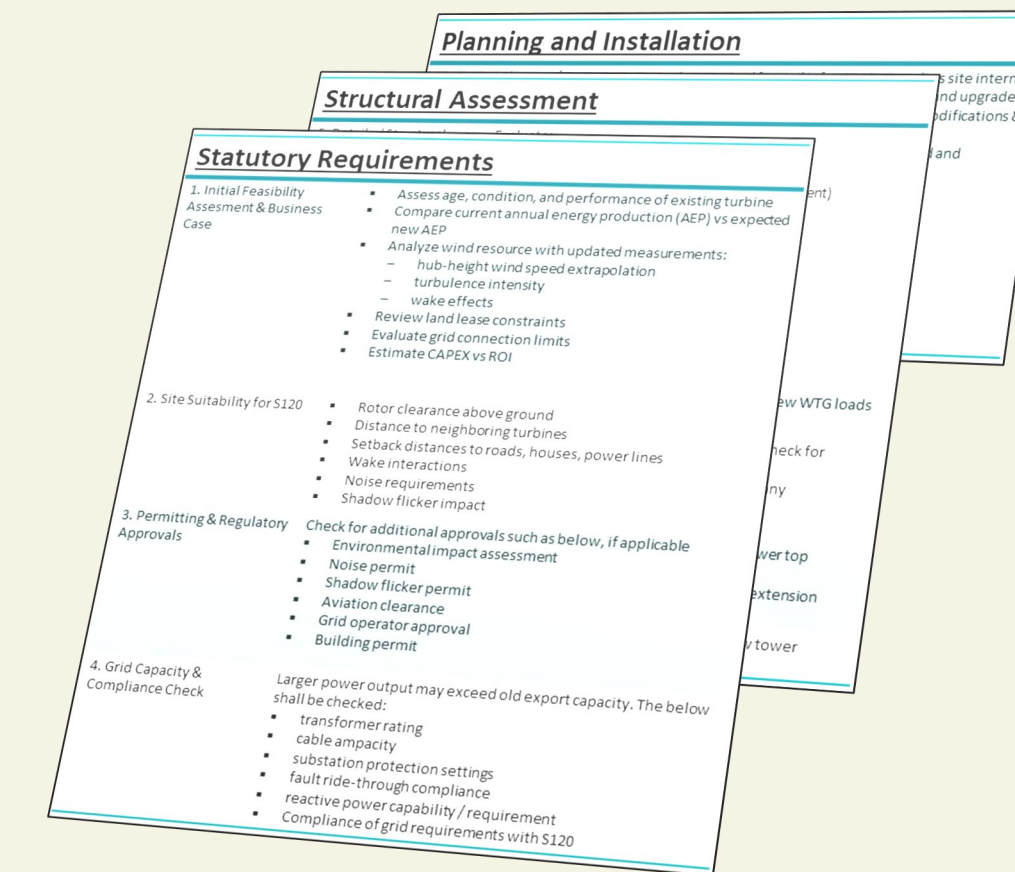 Planning and Installation
s site intern
nd upgrade
odifications &
and
Structural Assessment
ent)
ew WTG loads
heck for
ny
wer top
extension
w tower
Statutory Requirements
1. Initial Feasibility
Assesment & Business
Case
▪ Assess age, condition, and performance of existing turbine
▪ Compare current annual energy production (AEP) vs expected
new AEP
▪ Analyze wind resource with updated measurements:
– hub-height wind speed extrapolation
– turbulence intensity
– wake effects
▪ Review land lease constraints
▪ Evaluate grid connection limits
▪ Estimate CAPEX vs ROI
2. Site Suitability for S120
▪ Rotor clearance above ground
▪ Distance to neighboring turbines
▪ Setback distances to roads, houses, power lines
▪ Wake interactions
▪ Noise requirements
▪ Shadow flicker impact
3. Permitting & Regulatory
Approvals
Check for additional approvals such as below, if applicable
▪ Environmental impact assessment
▪ Noise permit
▪ Shadow flicker permit
▪ Aviation clearance
▪ Grid operator approval
▪ Building permit
4. Grid Capacity &
Compliance Check
Larger power output may exceed old export capacity. The below
shall be checked:
▪ transformer rating
▪ cable ampacity
▪ substation protection settings
▪ fault ride-through compliance
▪ reactive power capability / requirement
▪ Compliance of grid requirements with S120